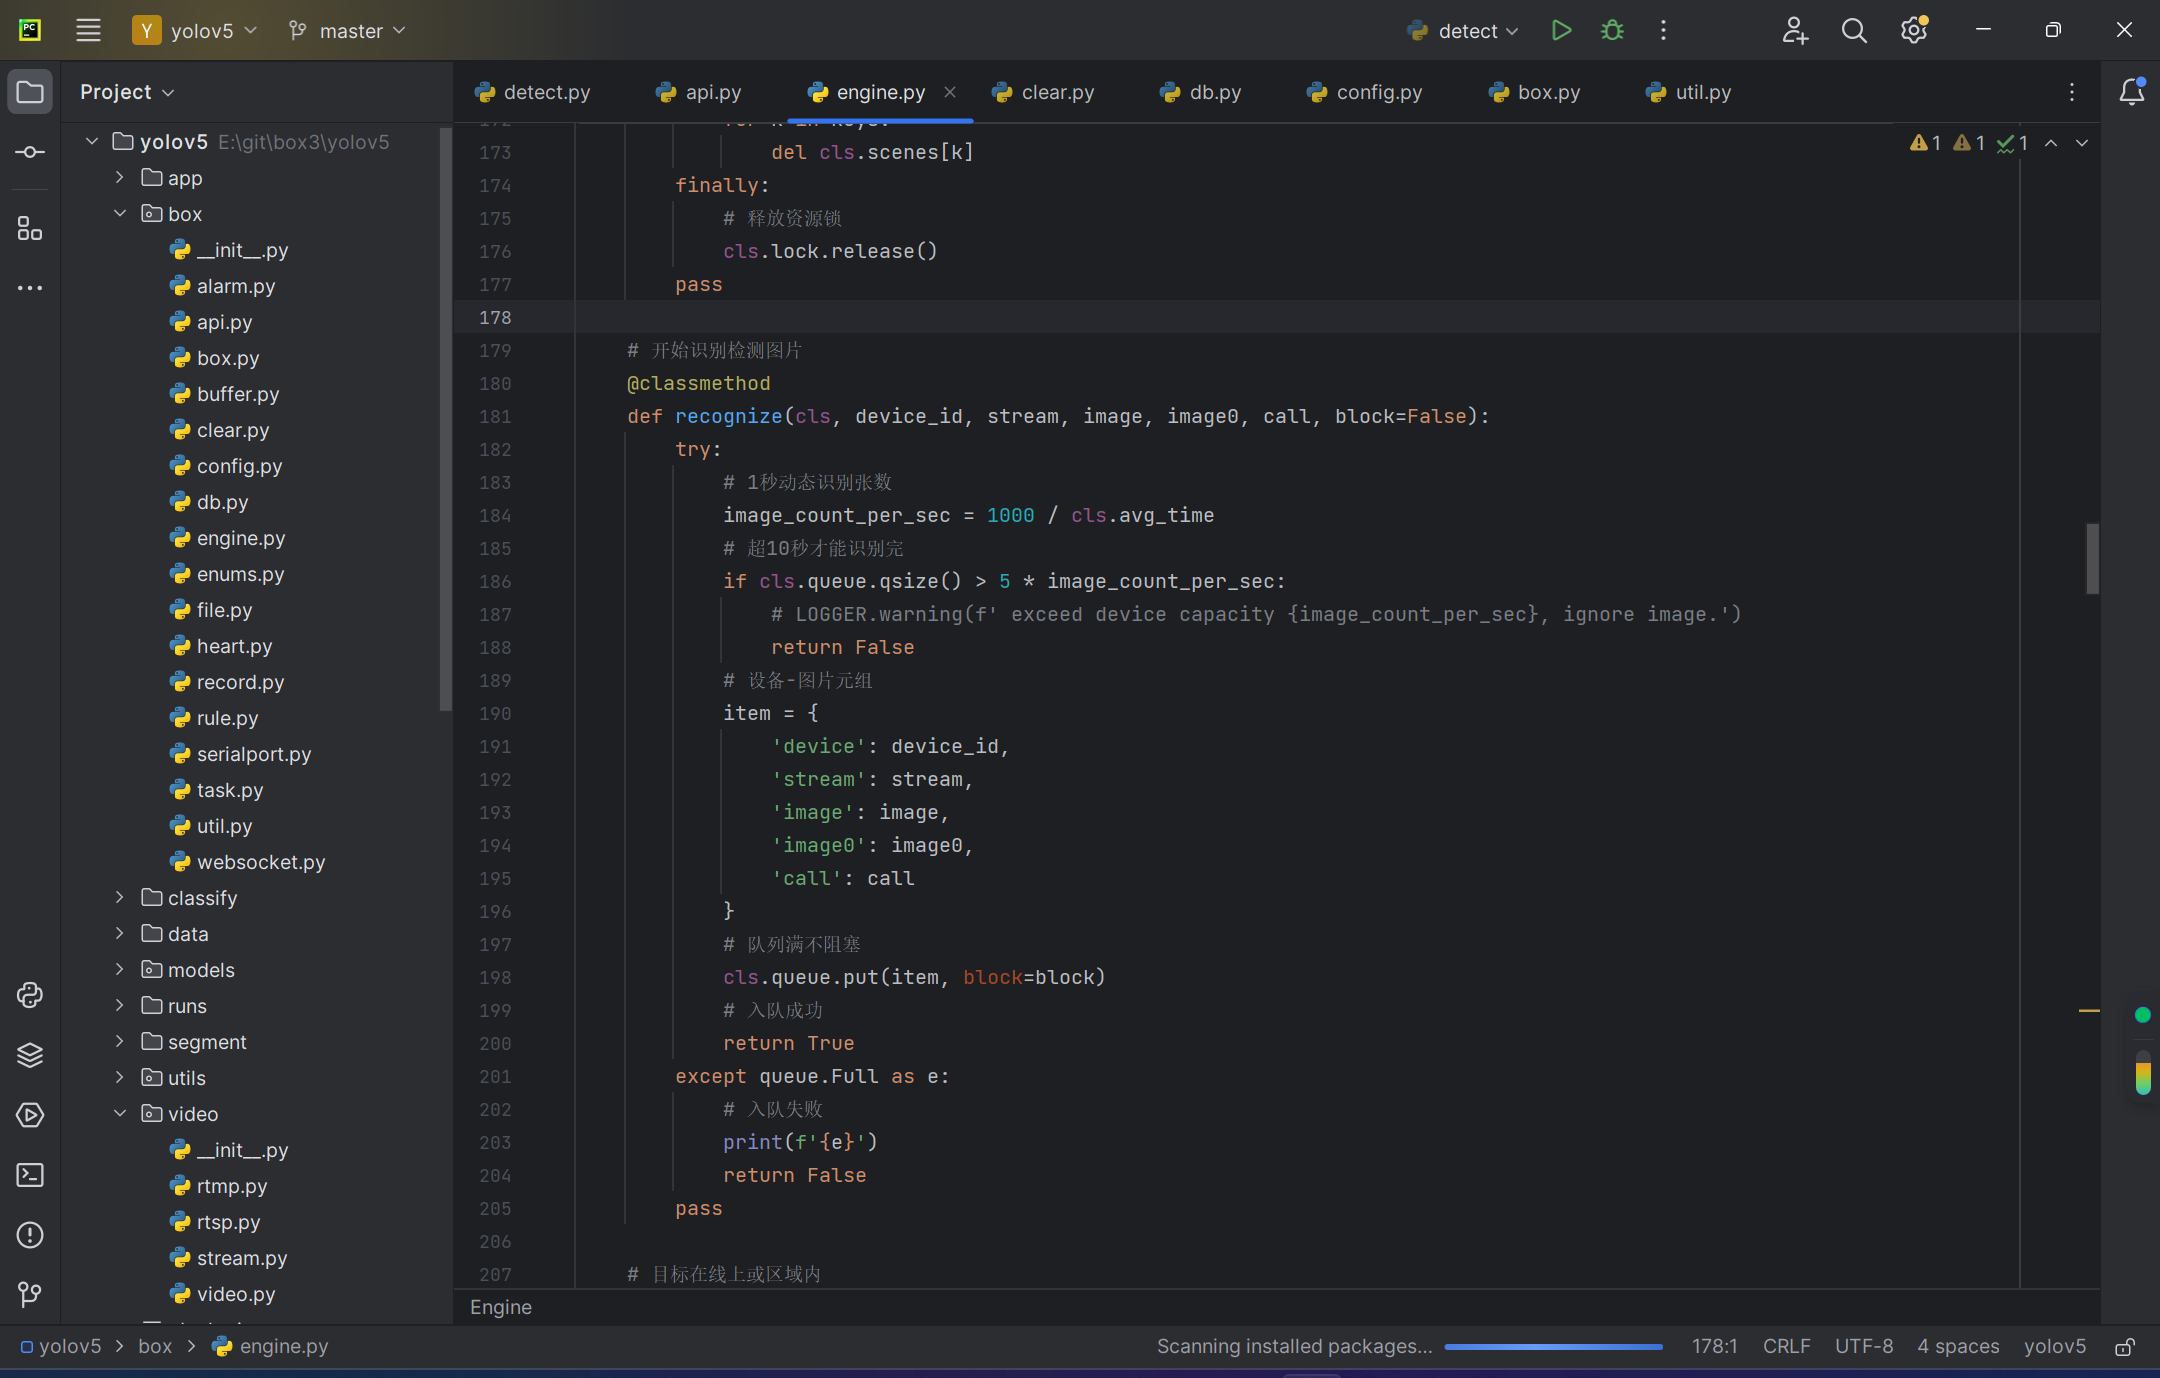 Y yolov5 master detect
Project
detect.py api.py engine.py clear.py db.py config.py box.py util.py
yolov5 E:\git\box3\yolov5
app
box
__init__.py
alarm.py
api.py
box.py
buffer.py
clear.py
config.py
db.py
engine.py
enums.py
file.py
heart.py
record.py
rule.py
serialport.py
task.py
util.py
websocket.py
classify
data
models
runs
segment
utils
video
__init__.py
rtmp.py
rtsp.py
stream.py
video.py
1 1 1
173 del cls.scenes[k]
174 finally:
175 # 释放资源锁
176 cls.lock.release()
177 pass
178
179 # 开始识别检测图片
180 @classmethod
181 def recognize(cls, device_id, stream, image, image0, call, block=False):
182 try:
183 # 1秒动态识别张数
184 image_count_per_sec = 1000 / cls.avg_time
185 # 超10秒才能识别完
186 if cls.queue.qsize() > 5 * image_count_per_sec:
187 # LOGGER.warning(f' exceed device capacity {image_count_per_sec}, ignore image.')
188 return False
189 # 设备-图片元组
190 item = {
191 'device': device_id,
192 'stream': stream,
193 'image': image,
194 'image0': image0,
195 'call': call
196 }
197 # 队列满不阻塞
198 cls.queue.put(item, block=block)
199 # 入队成功
200 return True
201 except queue.Full as e:
202 # 入队失败
203 print(f'{e}')
204 return False
205 pass
206
207 # 目标在线上或区域内
Engine
yolov5 > box > engine.py Scanning installed packages... 178:1 CRLF UTF-8 4 spaces yolov5